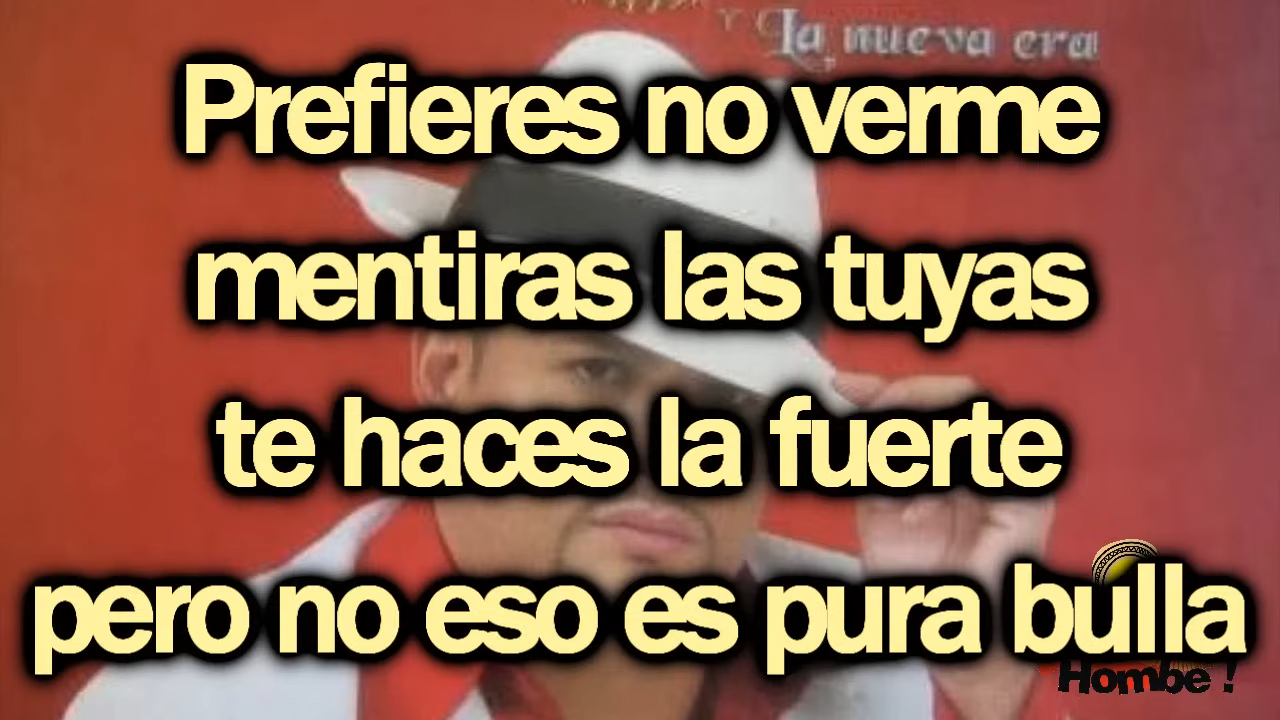 La nueva era
Prefieres no verme
mentiras las tuyas
te haces la fuerte
pero no eso es pura bulla
Hombe !